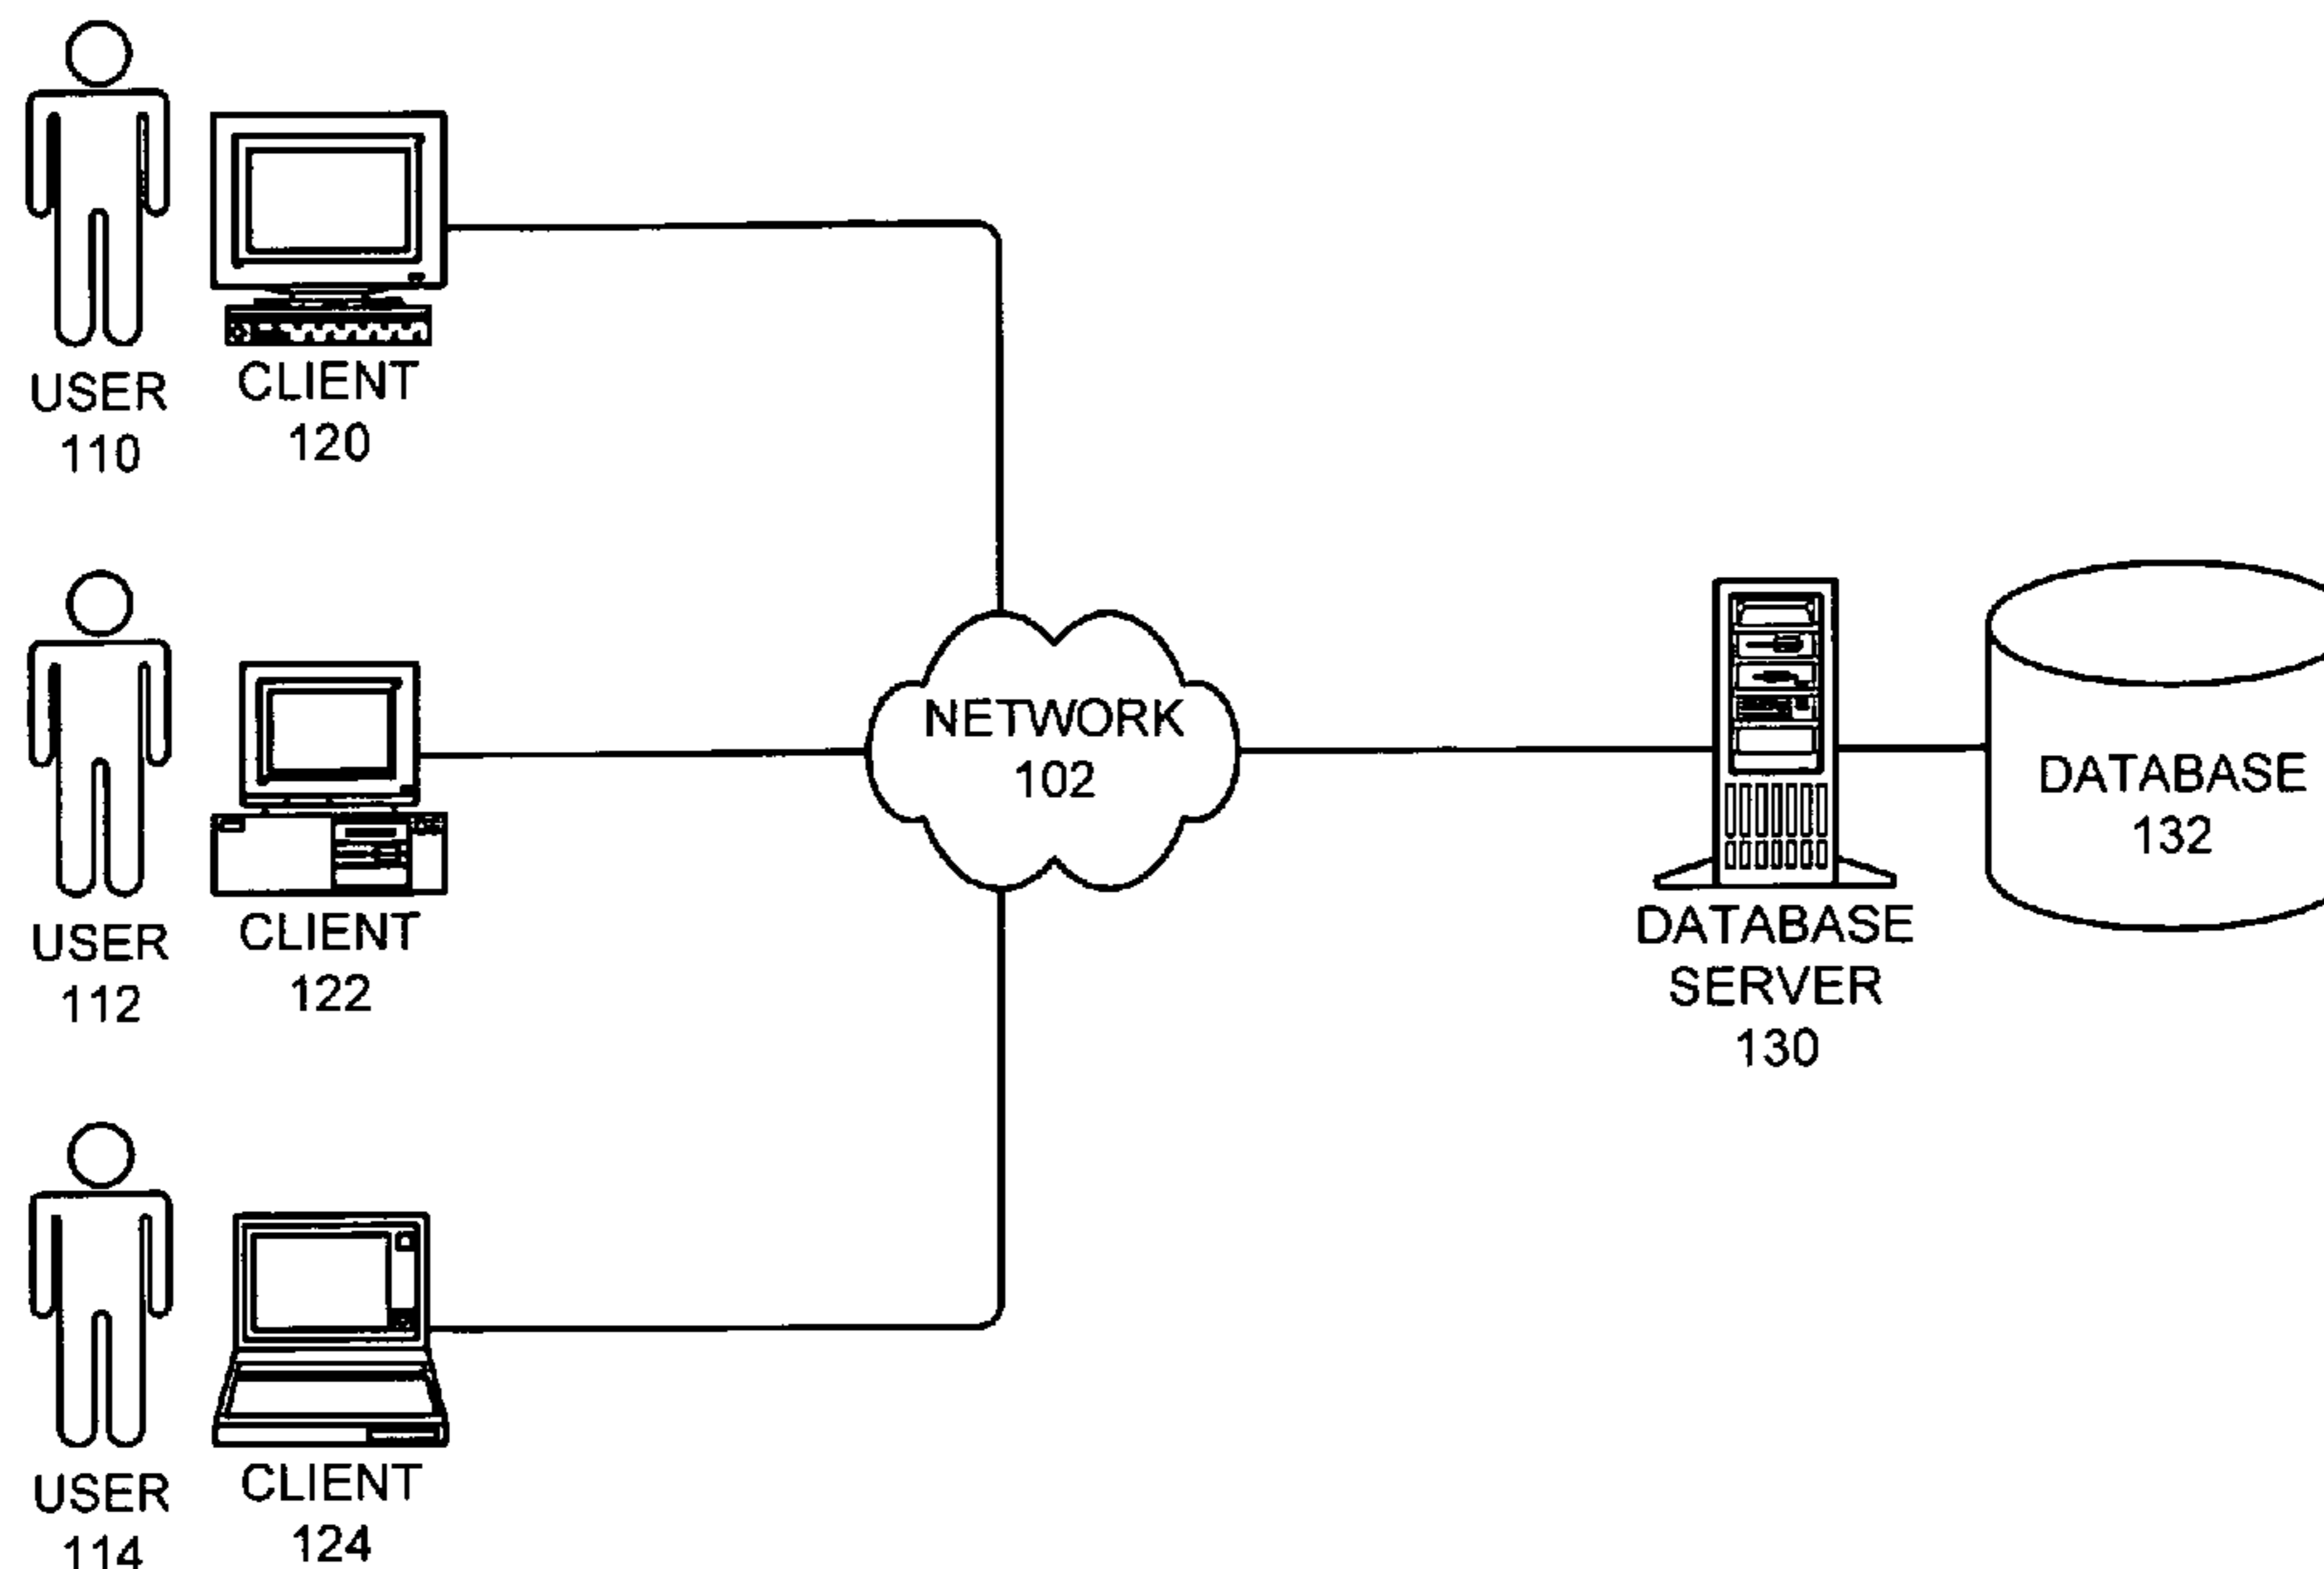 USER
110
CLIENT
120
USER
112
CLIENT
122
NETWORK
102
DATABASE
SERVER
130
DATABASE
132
USER
114
CLIENT
124